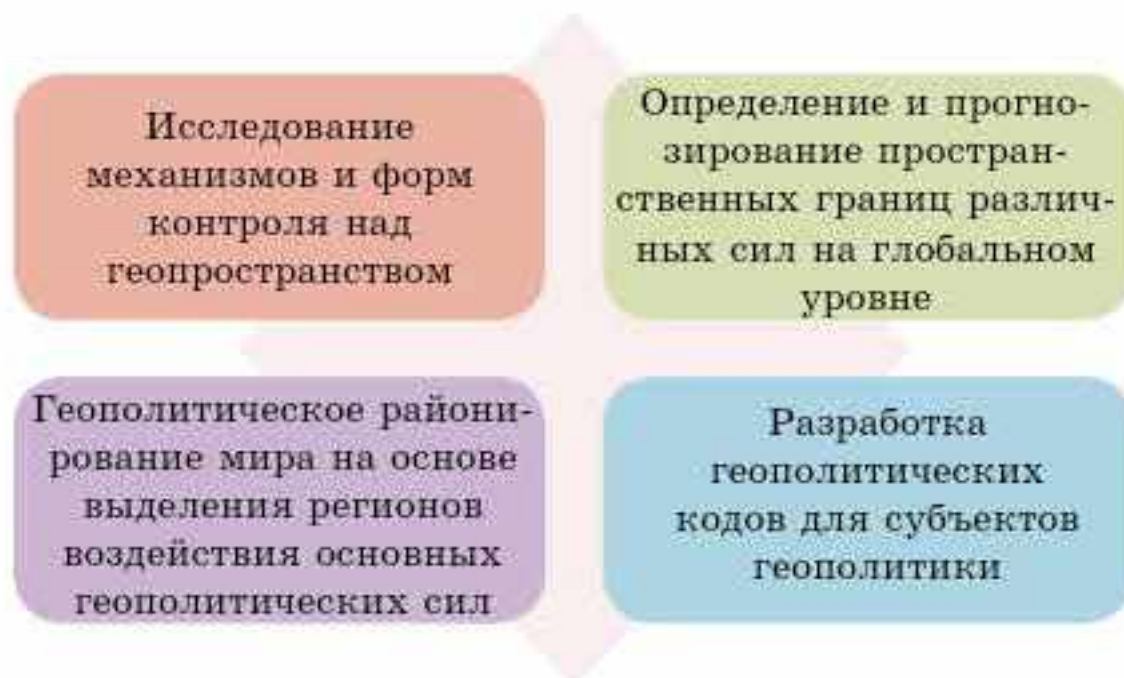 Исследование
механизмов и форм
контроля над
геопространством
Определение и прогно-
зирование простран-
ственных границ различ-
ных сил на глобальном
уровне
Геополитическое райони-
рование мира на основе
выделения регионов
воздействия основных
геополитических сил
Разработка
геополитических
кодов для субъектов
геополитики